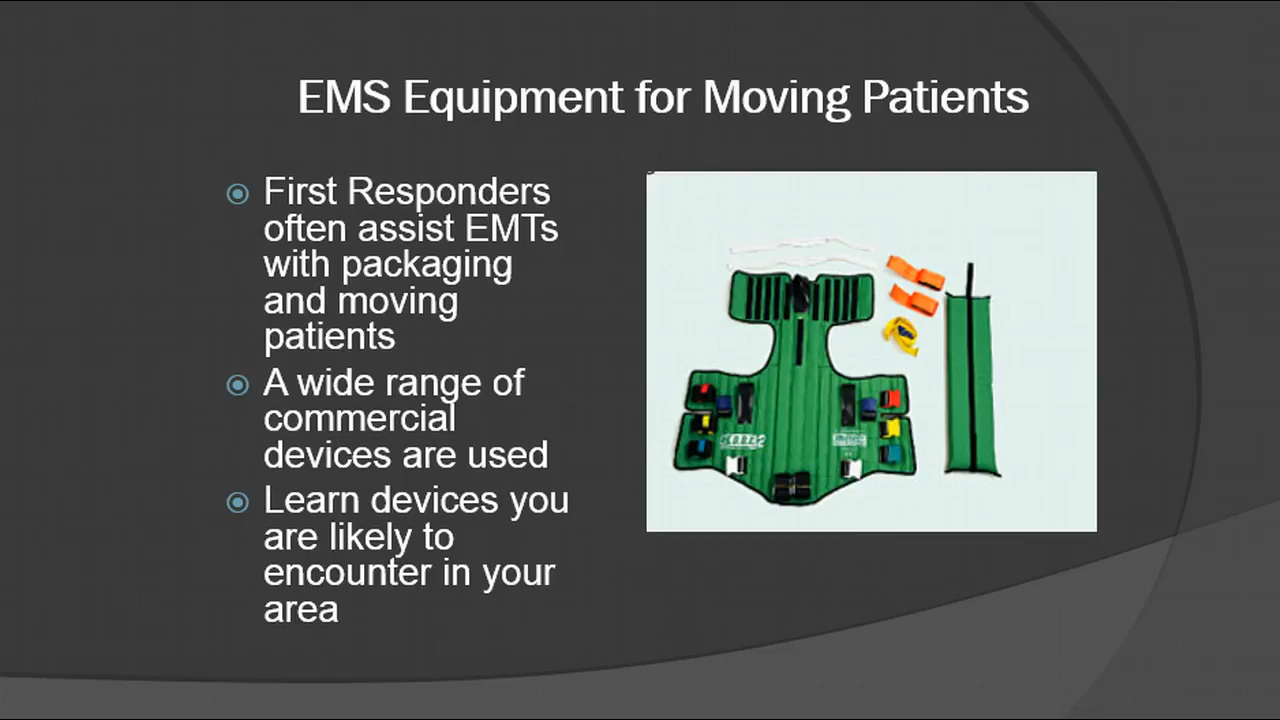 EMS Equipment for Moving Patients
First Responders
often assist EMTs
with packaging
and moving
patients
A wide range of
commercial
devices are used
Learn devices you
are likely to
encounter in your
area